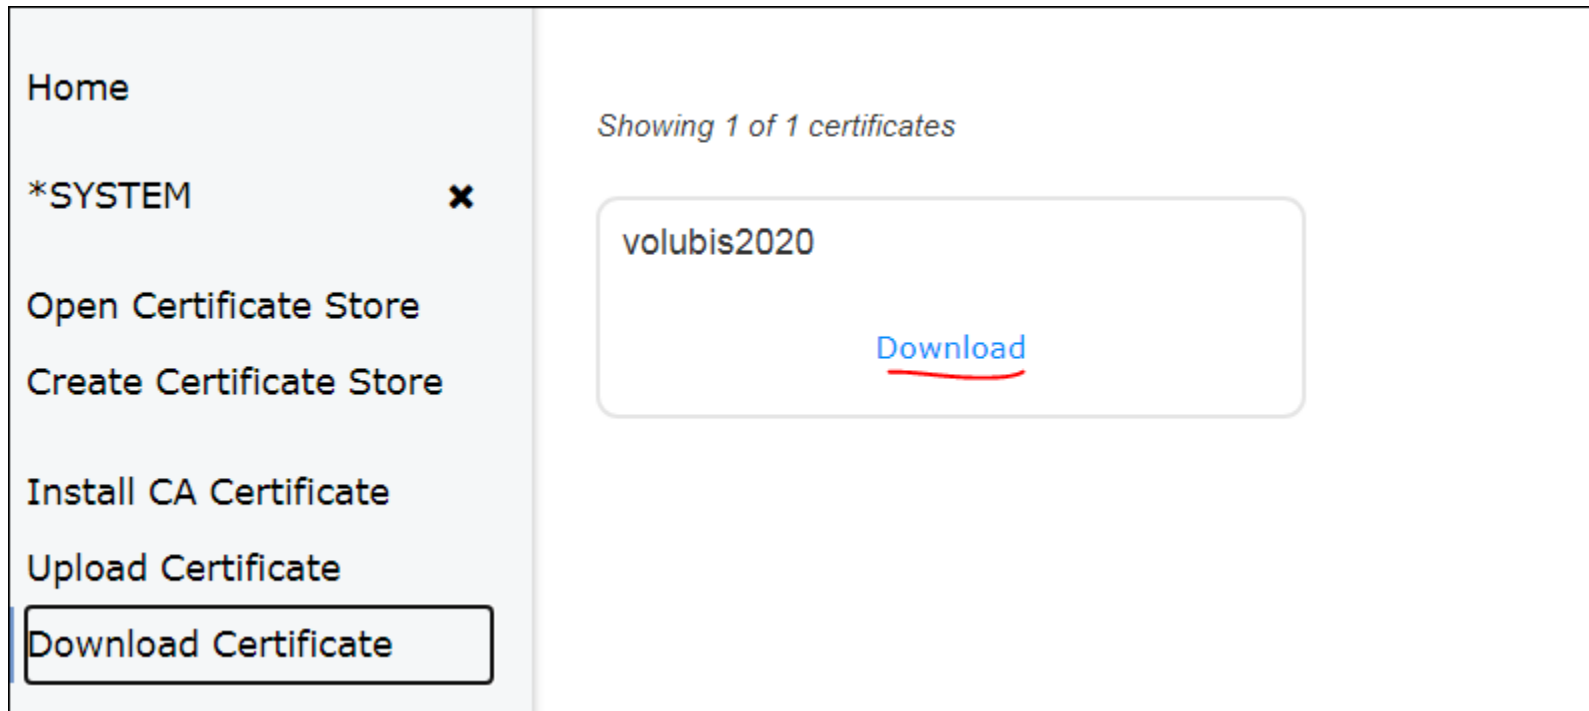 Home
*SYSTEM
Open Certificate Store
Create Certificate Store
Install CA Certificate
Upload Certificate
Download Certificate
Showing 1 of 1 certificates
volubis2020
Download